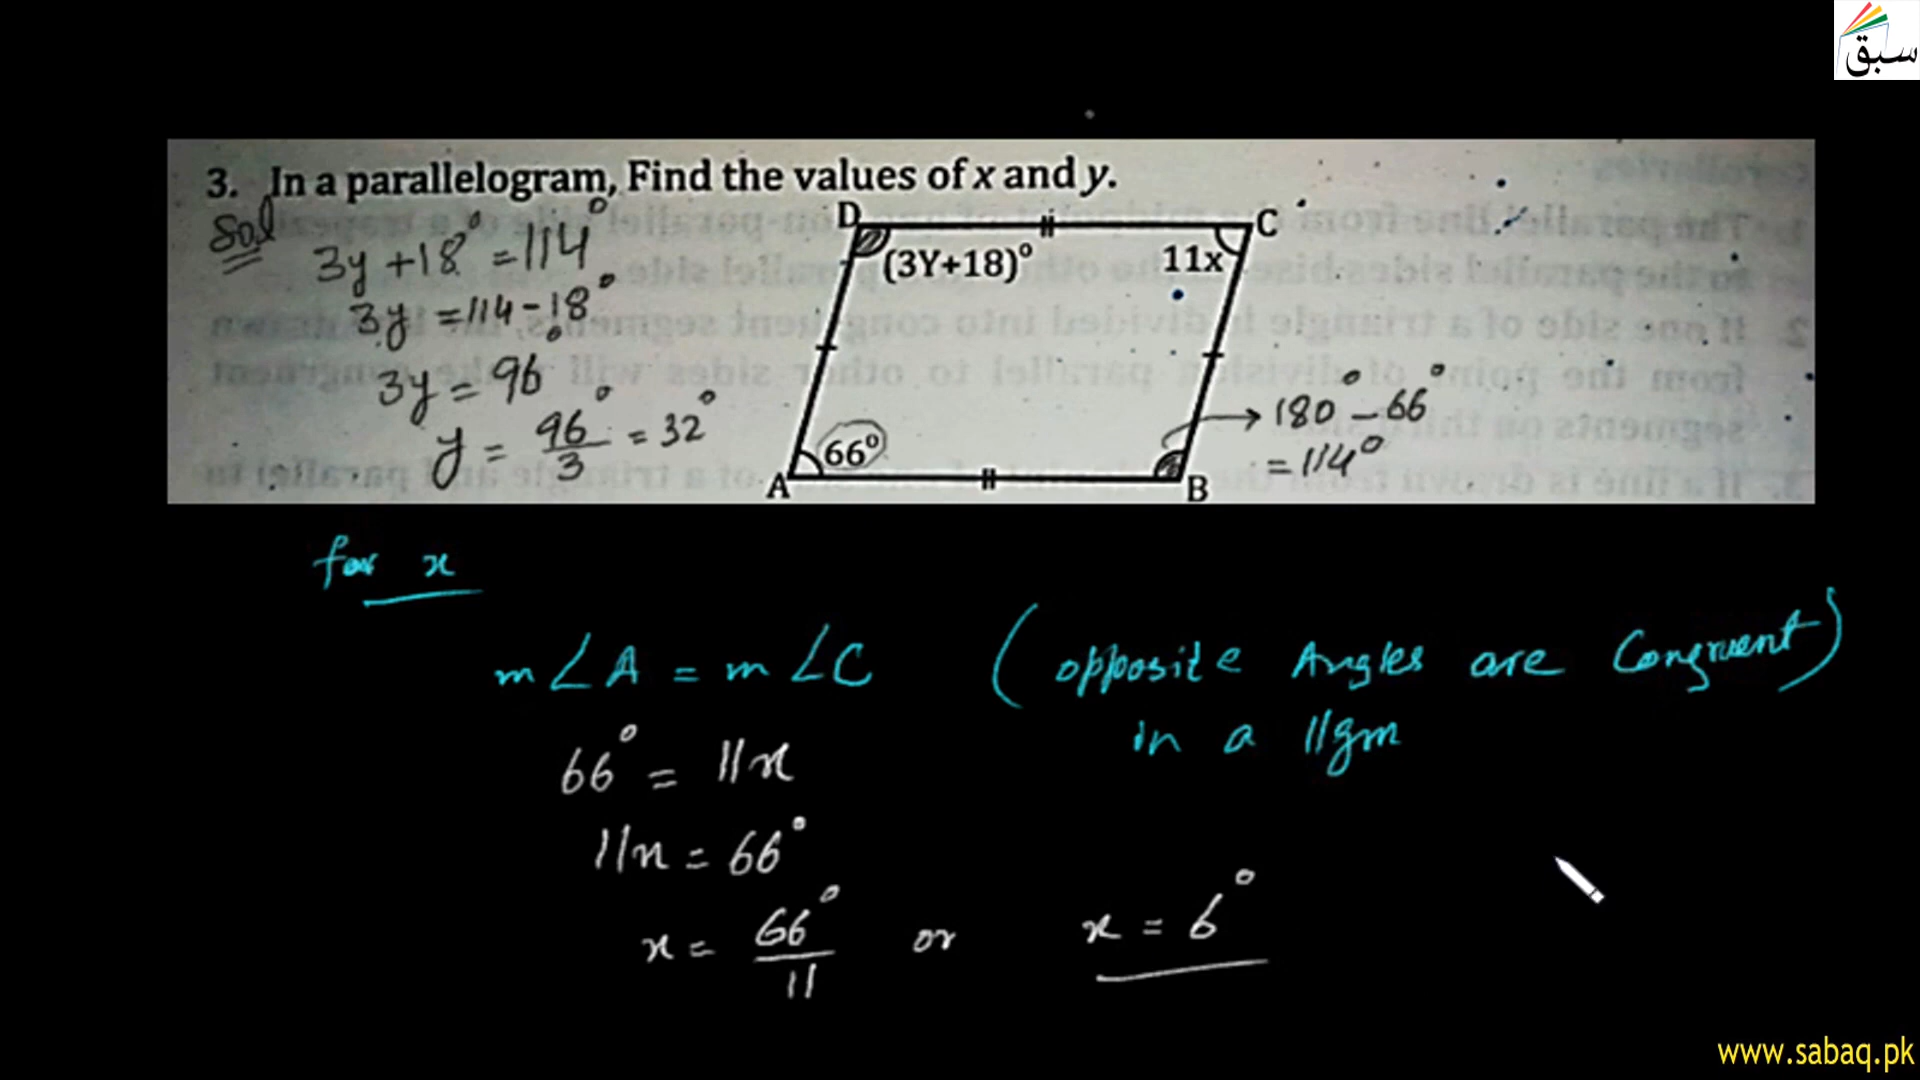 سبق
3. In a parallelogram, Find the values of x and y.
Sol
3y + 18° = 114°
3y = 114 - 18°
3y = 96°
y = 96°/3 = 32°
D
C
(3Y+18)°
11x
66°
A
B
→ 180° - 66°
= 114°
for x
m∠A = m∠C (opposite Angles are Congruent)
in a llgm
66° = 11x
11x = 66°
x = 66°/11 or x = 6°
www.sabaq.pk